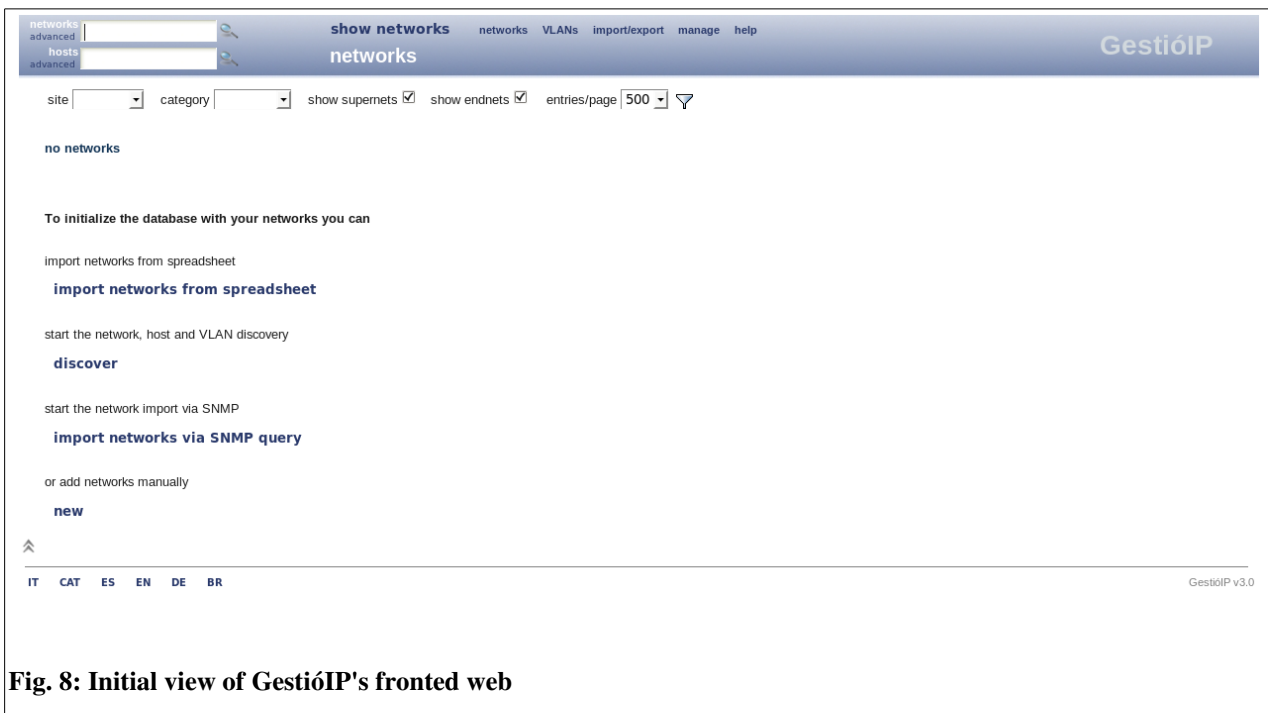 networks
advanced
hosts
advanced
show networks networks VLANs import/export manage help
networks
GestióIP
site category show supernets show endnets entries/page 500
no networks
To initialize the database with your networks you can
import networks from spreadsheet
import networks from spreadsheet
start the network, host and VLAN discovery
discover
start the network import via SNMP
import networks via SNMP query
or add networks manually
new
IT CAT ES EN DE BR
GestióIP v3.0
Fig. 8: Initial view of GestióIP's fronted web